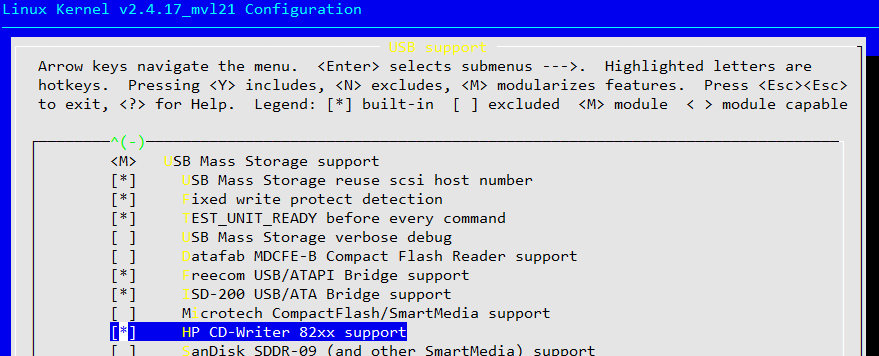 Linux Kernel v2.4.17_mvl21 Configuration
USB support
Arrow keys navigate the menu.  <Enter> selects submenus --->.  Highlighted letters are
hotkeys.  Pressing <Y> includes, <N> excludes, <M> modularizes features.  Press <Esc><Esc>
to exit, <?> for Help.  Legend: [*] built-in  [ ] excluded  <M> module  < > module capable
^(-)
<M>   USB Mass Storage support
[*]     USB Mass Storage reuse scsi host number
[*]     Fixed write protect detection
[*]     TEST_UNIT_READY before every command
[ ]     USB Mass Storage verbose debug
[ ]     Datafab MDCFE-B Compact Flash Reader support
[*]     Freecom USB/ATAPI Bridge support
[*]     ISD-200 USB/ATA Bridge support
[ ]     M crotech CompactFlash/SmartMedia support
[*]     HP CD-Writer 82xx support
[ ]     SanDisk SDDR-09 (and other SmartMedia) support